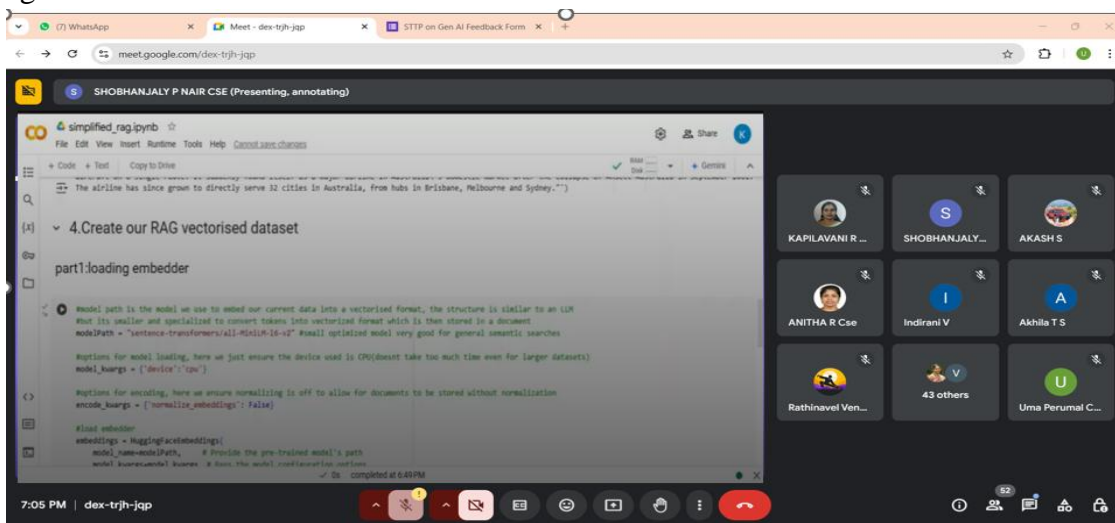 (7) WhatsApp
Meet - dex-trjh-jqp
STTP on Gen AI Feedback Form
meet.google.com/dex-trjh-jqp
S SHOBHANJALY P NAIR CSE (Presenting, annotating)
simplified_rag.ipynb
File Edit View Insert Runtime Tools Help Cannot save changes
Share
K
+ Code + Text Copy to Drive
RAM
Disk
+ Gemini
The airline has since grown to directly serve 32 cities in Australia, from hubs in Brisbane, Melbourne and Sydney."")
4.Create our RAG vectorised dataset
part1:loading embedder
#model path is the model we use to embed our current data into a vectorised format, the structure is similar to an LLM
#but its smaller and specialized to convert tokens into vectorized format which is then stored in a document
modelPath = "sentence-transformers/all-MiniLM-l6-v2" #small optimized model very good for general semantic searches
#options for model loading, here we just ensure the device used is CPU(doesnt take too much time even for larger datasets)
model_kwargs = {'device':'cpu'}
#options for encoding, here we ensure normalizing is off to allow for documents to be stored without normalization
encode_kwargs = {'normalize_embeddings': False}
#load embedder
embeddings = HuggingFaceEmbeddings(
model_name=modelPath, # Provide the pre-trained model's path
model_kwargs=model_kwargs, # Pass the model configuration options
0s completed at 6:49 PM
KAPILAVANI R ...
S
SHOBHANJALY...
AKASH S
ANITHA R Cse
I
Indirani V
A
Akhila T S
Rathinavel Ven...
V
43 others
U
Uma Perumal C...
7:05 PM | dex-trjh-jqp
52